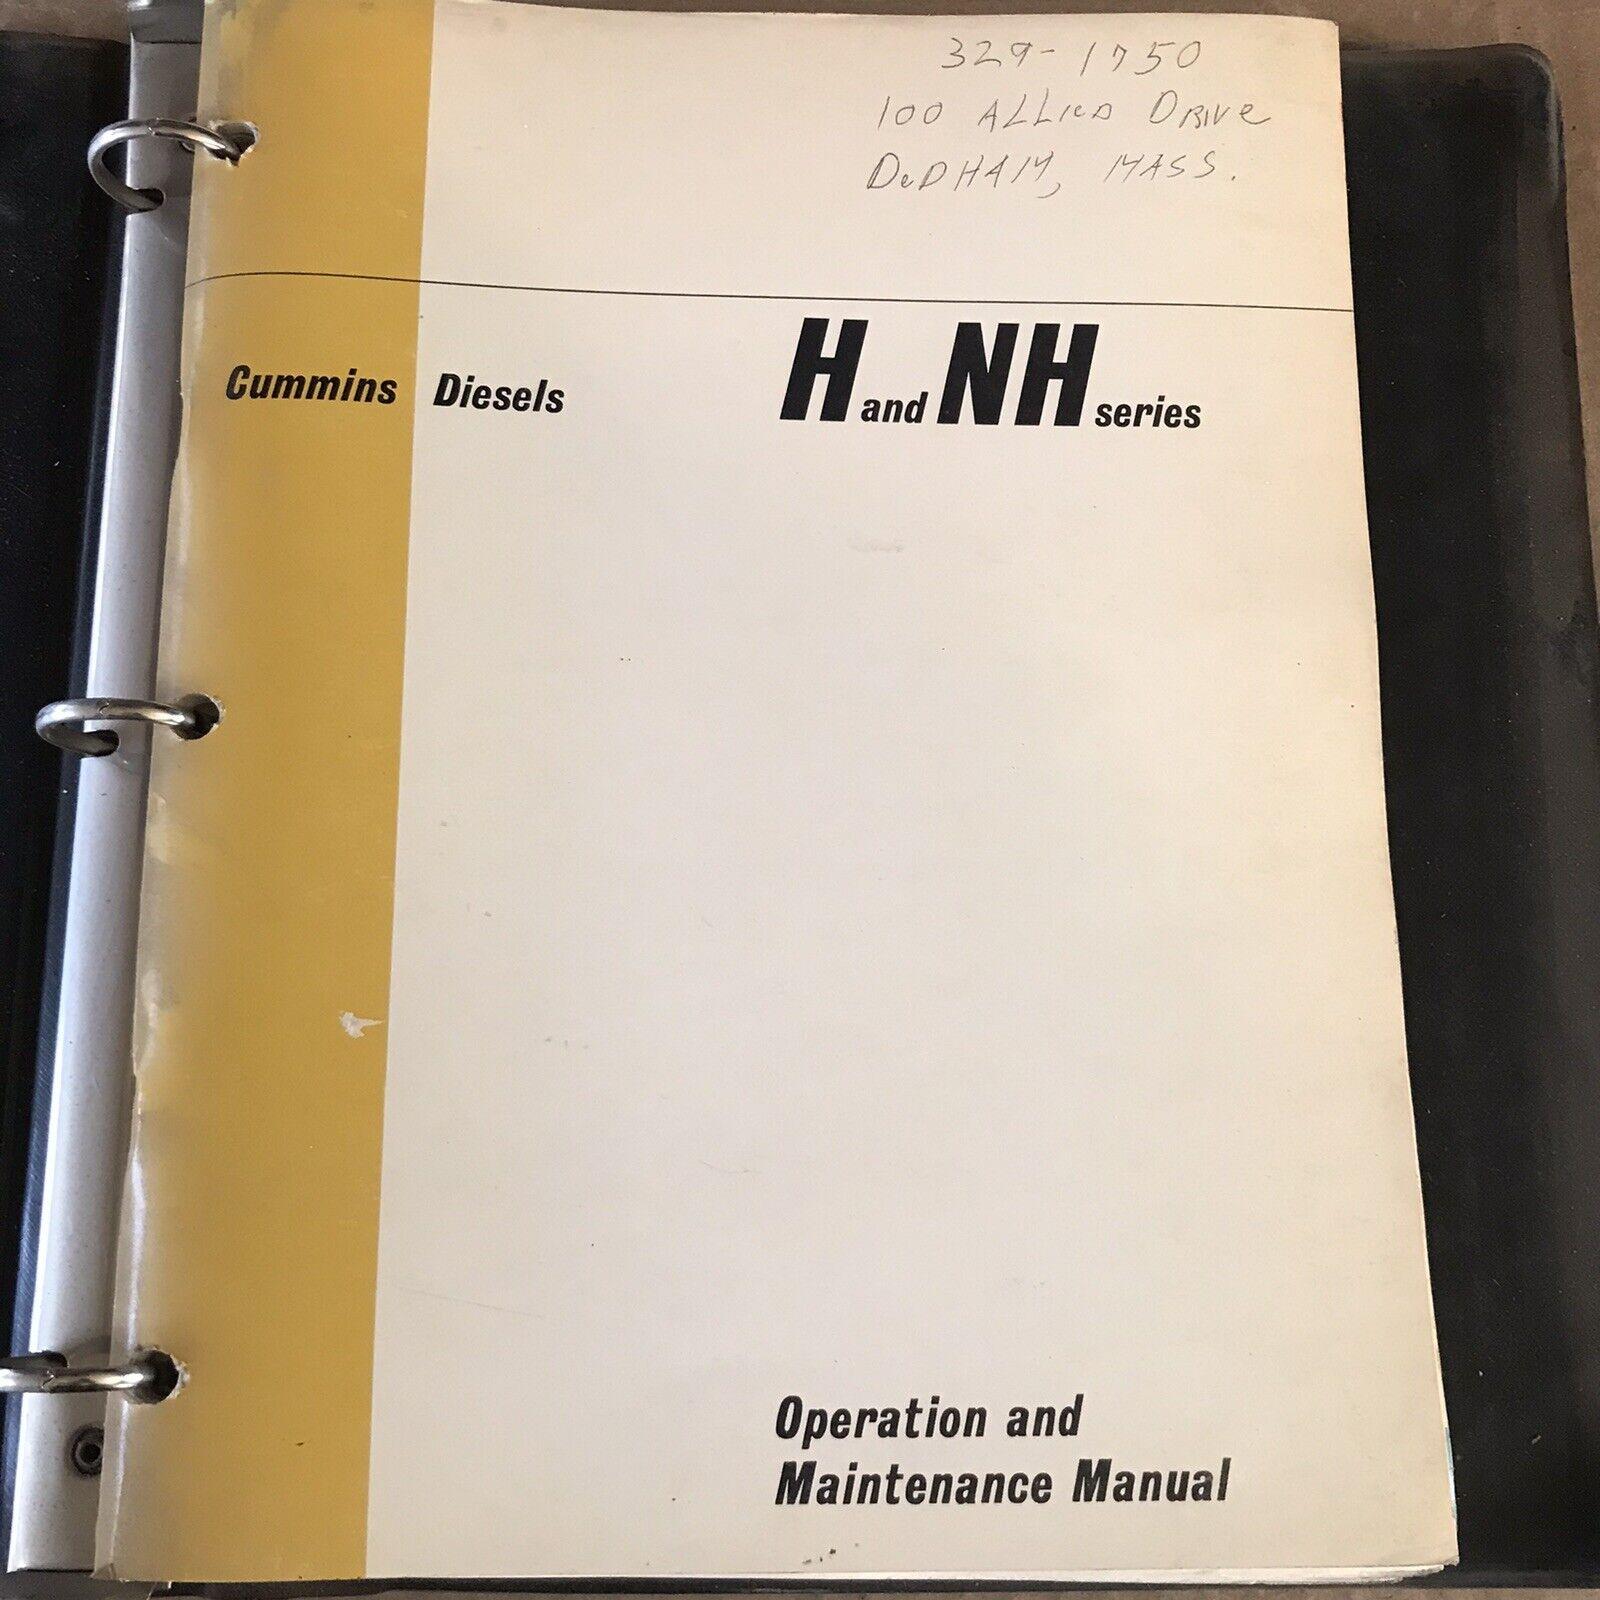 329-1750
100 ALLIED DRIVE
DeDHAM, MASS.
Cummins Diesels
H and NH series
Operation and
Maintenance Manual